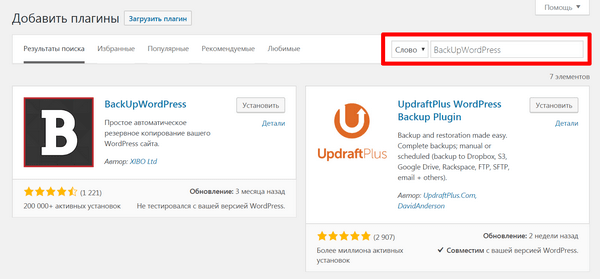 Помощь ▼
Добавить плагины Загрузить плагин
Результаты поиска Избранные Популярные Рекомендуемые Любимые Слово ▼ BackUpWordPress
7 элементов
B
BackUpWordPress
Установить
Детали
Простое автоматическое
резервное копирование вашего
WordPress сайта.
Автор: XIBO Ltd
(1 221)
Обновление: 3 месяца назад
200 000+ активных установок
Не тестировался с вашей версией WordPress.
UpdraftPlus
UpdraftPlus WordPress
Backup Plugin
Установить
Детали
Backup and restoration made easy.
Complete backups; manual or
scheduled (backup to Dropbox, S3,
Google Drive, Rackspace, FTP, SFTP,
email + others).
Автор: UpdraftPlus.Com,
DavidAnderson
(2 907)
Обновление: 2 недели назад
Более миллиона активных
установок
✓ Совместим с вашей версией WordPress.